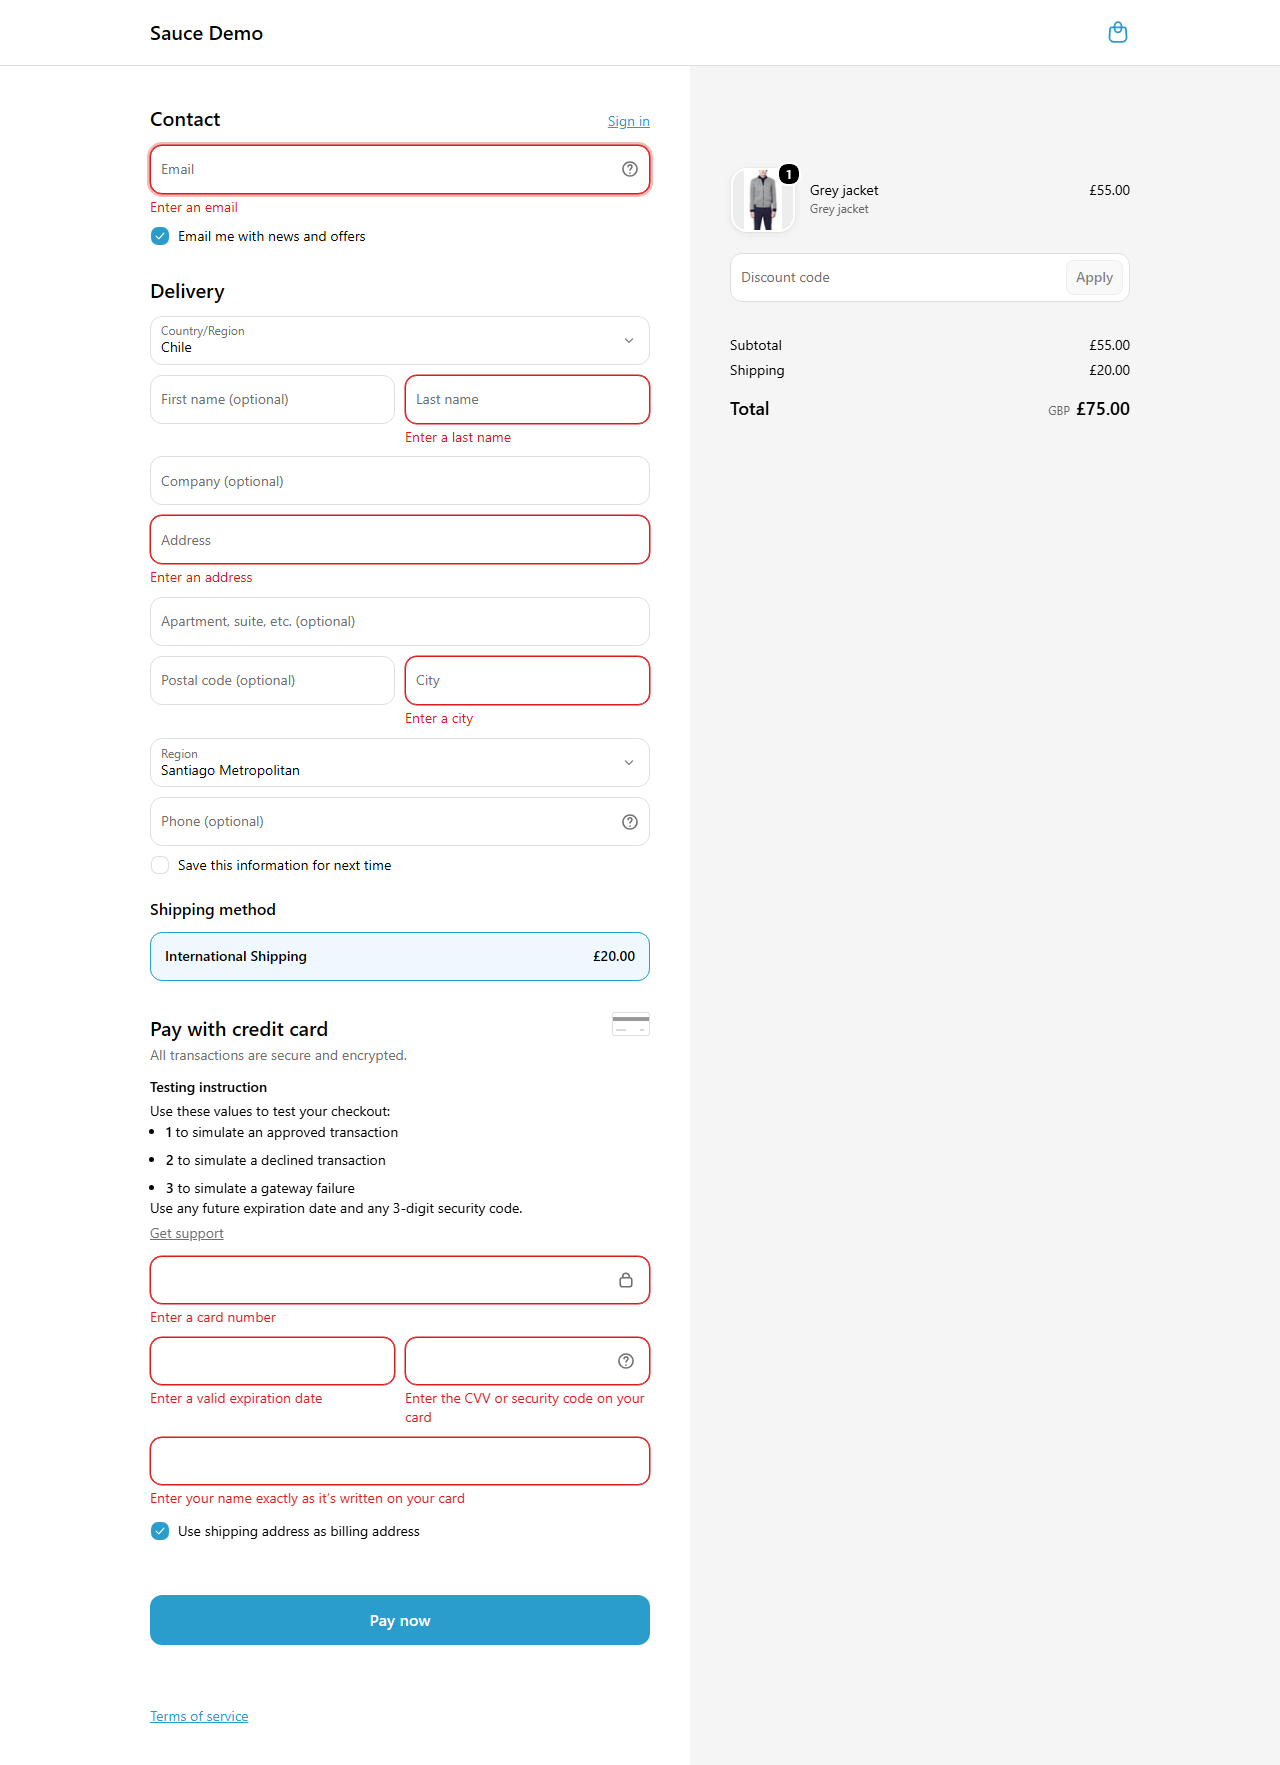 Sauce Demo
Contact
Sign in
Email
Enter an email
Email me with news and offers
Delivery
Country/Region
Chile
First name (optional)
Last name
Enter a last name
Company (optional)
Address
Enter an address
Apartment, suite, etc. (optional)
Postal code (optional)
City
Enter a city
Region
Santiago Metropolitan
Phone (optional)
Save this information for next time
Shipping method
International Shipping £20.00
Pay with credit card
All transactions are secure and encrypted.
Testing instruction
Use these values to test your checkout:
• 1 to simulate an approved transaction
• 2 to simulate a declined transaction
• 3 to simulate a gateway failure
Use any future expiration date and any 3-digit security code.
Get support
Enter a card number
Enter a valid expiration date
Enter the CVV or security code on your
card
Enter your name exactly as it’s written on your card
Use shipping address as billing address
Pay now
Terms of service
1
Grey jacket £55.00
Grey jacket
Discount code
Apply
Subtotal £55.00
Shipping £20.00
Total GBP £75.00